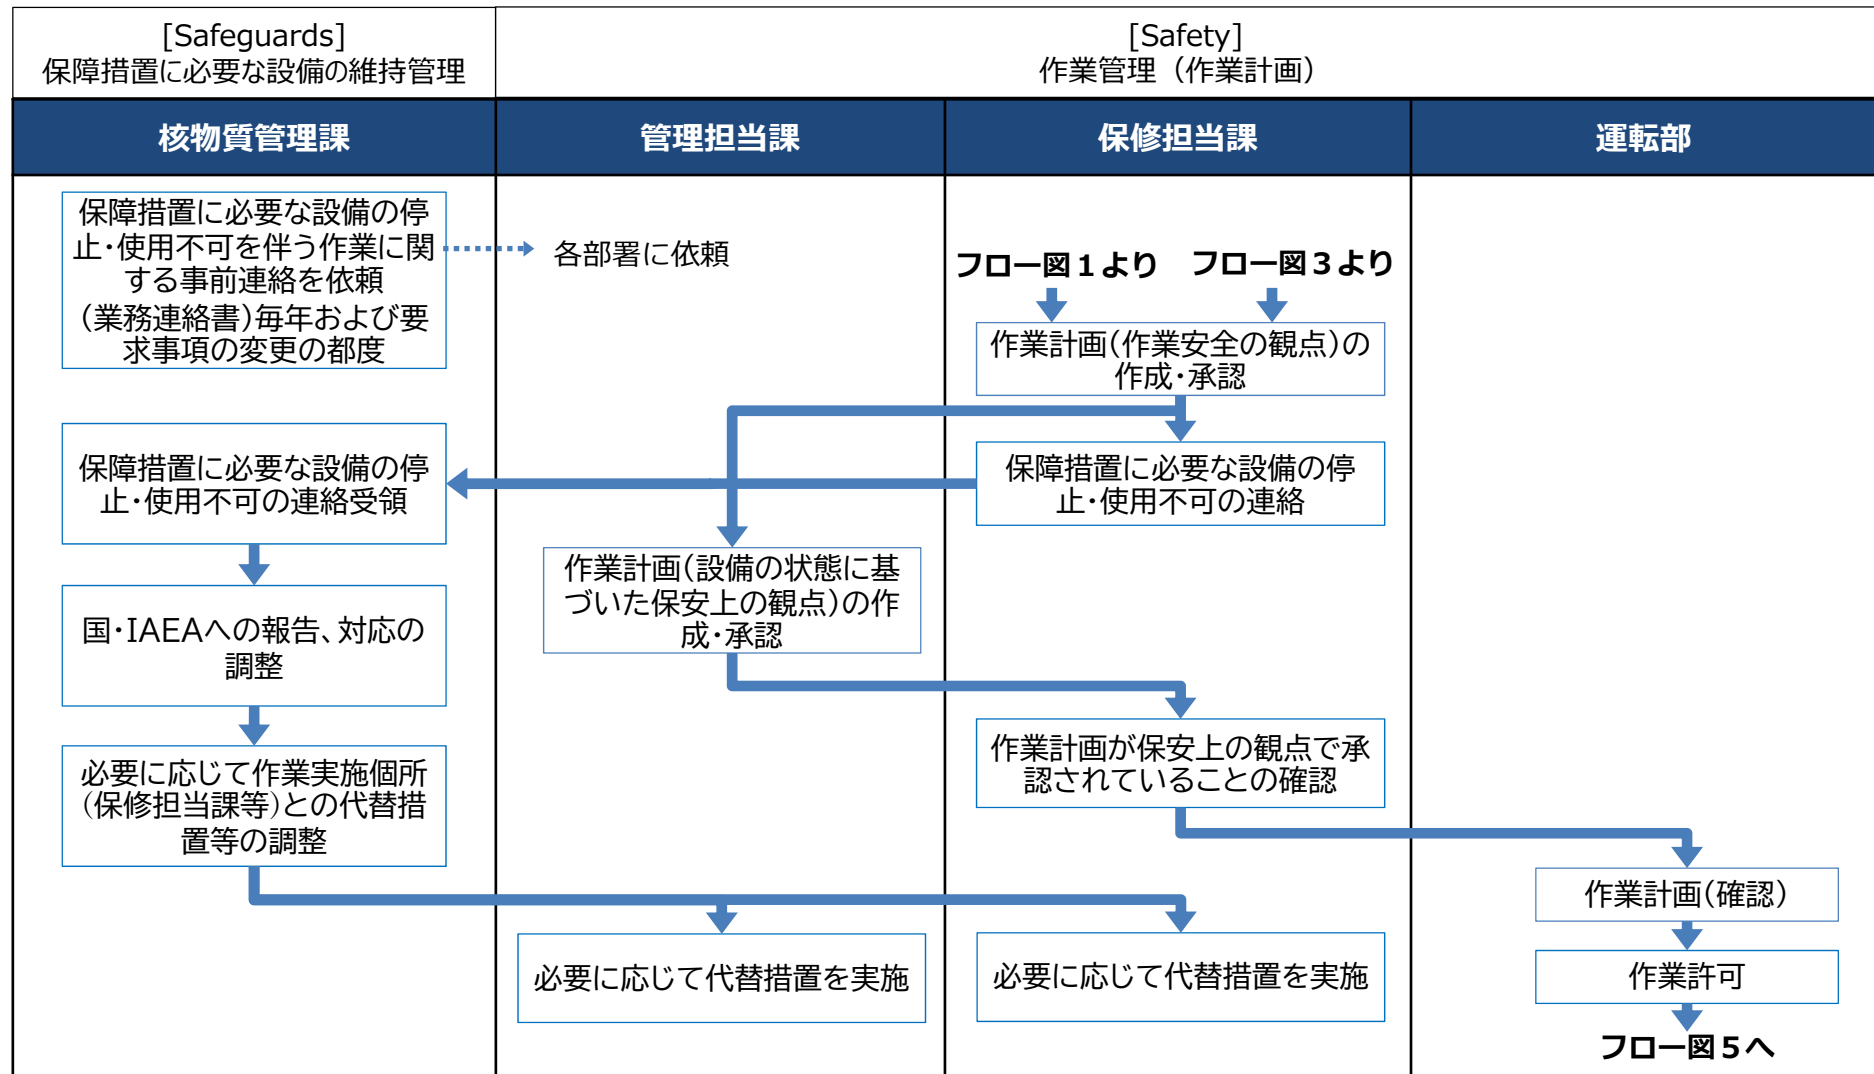 [Safeguards]
保障措置に必要な設備の維持管理
[Safety]
作業管理（作業計画）
核物質管理課
管理担当課
保修担当課
運転部
保障措置に必要な設備の停
止・使用不可を伴う作業に関
する事前連絡を依頼
（業務連絡書）毎年および要
求事項の変更の都度
各部署に依頼
フロー図１より
フロー図３より
作業計画（作業安全の観点）の
作成・承認
保障措置に必要な設備の停
止・使用不可の連絡受領
保障措置に必要な設備の停
止・使用不可の連絡
作業計画（設備の状態に基
づいた保安上の観点）の作
成・承認
国・IAEAへの報告、対応の
調整
作業計画が保安上の観点で承
認されていることの確認
必要に応じて作業実施個所
（保修担当課等）との代替措
置等の調整
作業計画（確認）
必要に応じて代替措置を実施
必要に応じて代替措置を実施
作業許可
フロー図５へ